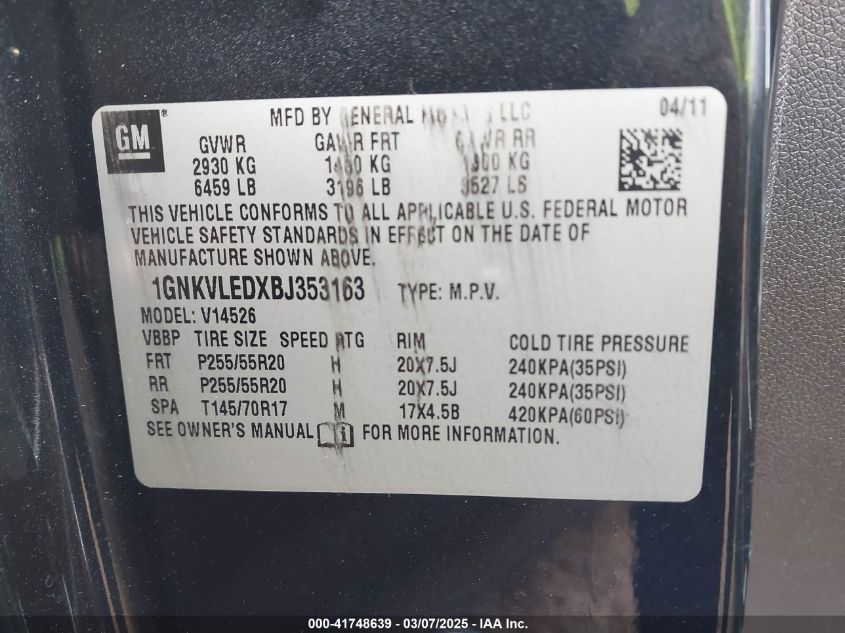 GM ®
MFD BY GENERAL MOTORS LLC 04/11
GVWR GAWR FRT GAWR RR
2930 KG 1450 KG 1600 KG
6459 LB 3196 LB 3527 LB
THIS VEHICLE CONFORMS TO ALL APPLICABLE U.S. FEDERAL MOTOR
VEHICLE SAFETY STANDARDS IN EFFECT ON THE DATE OF
MANUFACTURE SHOWN ABOVE.
1GNKVLEDXBJ353163 TYPE: M.P.V.
MODEL: V14526
VBBP TIRE SIZE SPEED RTG RIM COLD TIRE PRESSURE
FRT P255/55R20 H 20X7.5J 240KPA(35PSI)
RR P255/55R20 H 20X7.5J 240KPA(35PSI)
SPA T145/70R17 M 17X4.5B 420KPA(60PSI)
SEE OWNER'S MANUAL i FOR MORE INFORMATION.
000-41748639 - 03/07/2025 - IAA Inc.